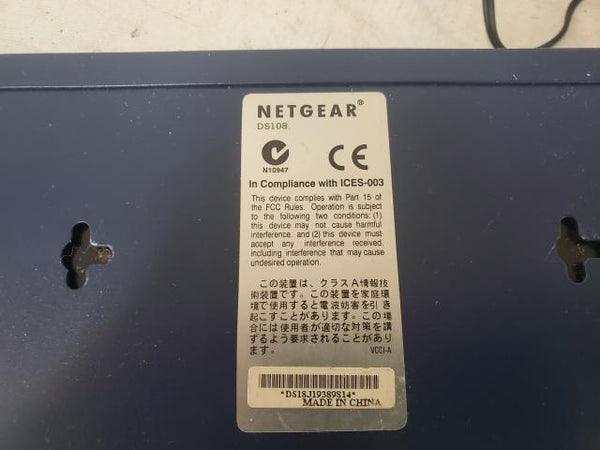 NETGEAR®
DS108
N10947
CE
In Compliance with ICES-003
This device complies with Part 15 of
the FCC Rules. Operation is subject
to the following two conditions: (1)
this device may not cause harmful
interference. and (2) this device must
accept any interference received.
including interference that may cause
undesired operation.
この装置は、クラスA情報技
術装置です。この装置を家庭環
境で使用すると電波妨害を引き
起こすことがあります。この場
合には使用者が適切な対策を講
ずるよう要求されることがあり
ます。
VCCI-A
*DS18J19389814*
MADE IN CHINA